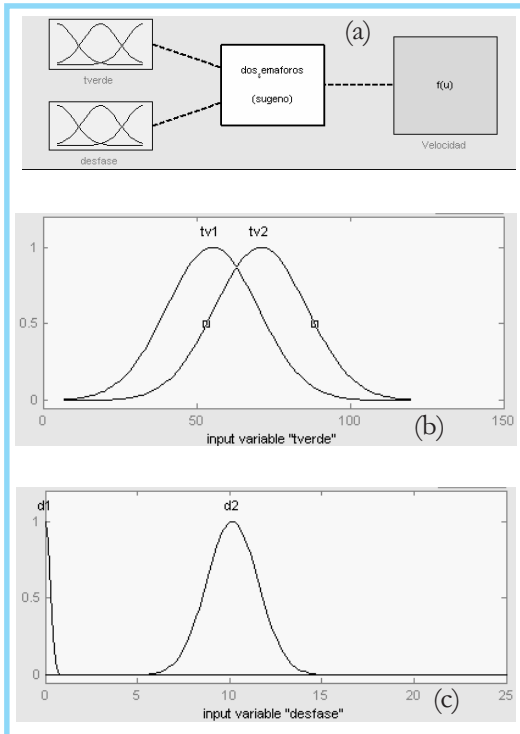 (a)
tverde
dos_semaforos
(sugeno)
f(u)
desfase
Velocidad
tv1 tv2
1
0.5
0
0 50 100 150
input variable "tverde"
(b)
d1 d2
1
0.5
0
0 5 10 15 20 25
input variable "desfase"
(c)